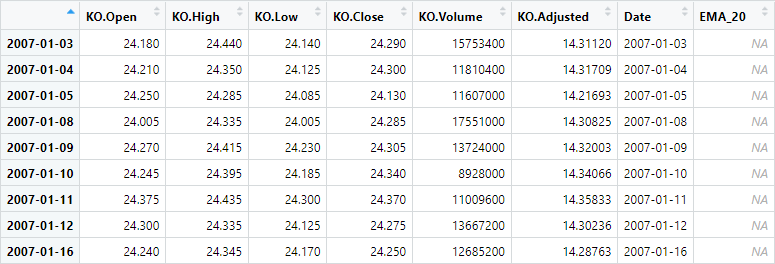 KO.Open KO.High KO.Low KO.Close KO.Volume KO.Adjusted Date EMA_20
2007-01-03 24.180 24.440 24.140 24.290 15753400 14.31120 2007-01-03 NA
2007-01-04 24.210 24.350 24.125 24.300 11810400 14.31709 2007-01-04 NA
2007-01-05 24.250 24.285 24.085 24.130 11607000 14.21693 2007-01-05 NA
2007-01-08 24.005 24.335 24.005 24.285 17551000 14.30825 2007-01-08 NA
2007-01-09 24.270 24.415 24.230 24.305 13724000 14.32003 2007-01-09 NA
2007-01-10 24.245 24.395 24.185 24.340 8928000 14.34066 2007-01-10 NA
2007-01-11 24.375 24.435 24.300 24.370 11009600 14.35833 2007-01-11 NA
2007-01-12 24.300 24.335 24.125 24.275 13667200 14.30236 2007-01-12 NA
2007-01-16 24.240 24.345 24.170 24.250 12685200 14.28763 2007-01-16 NA